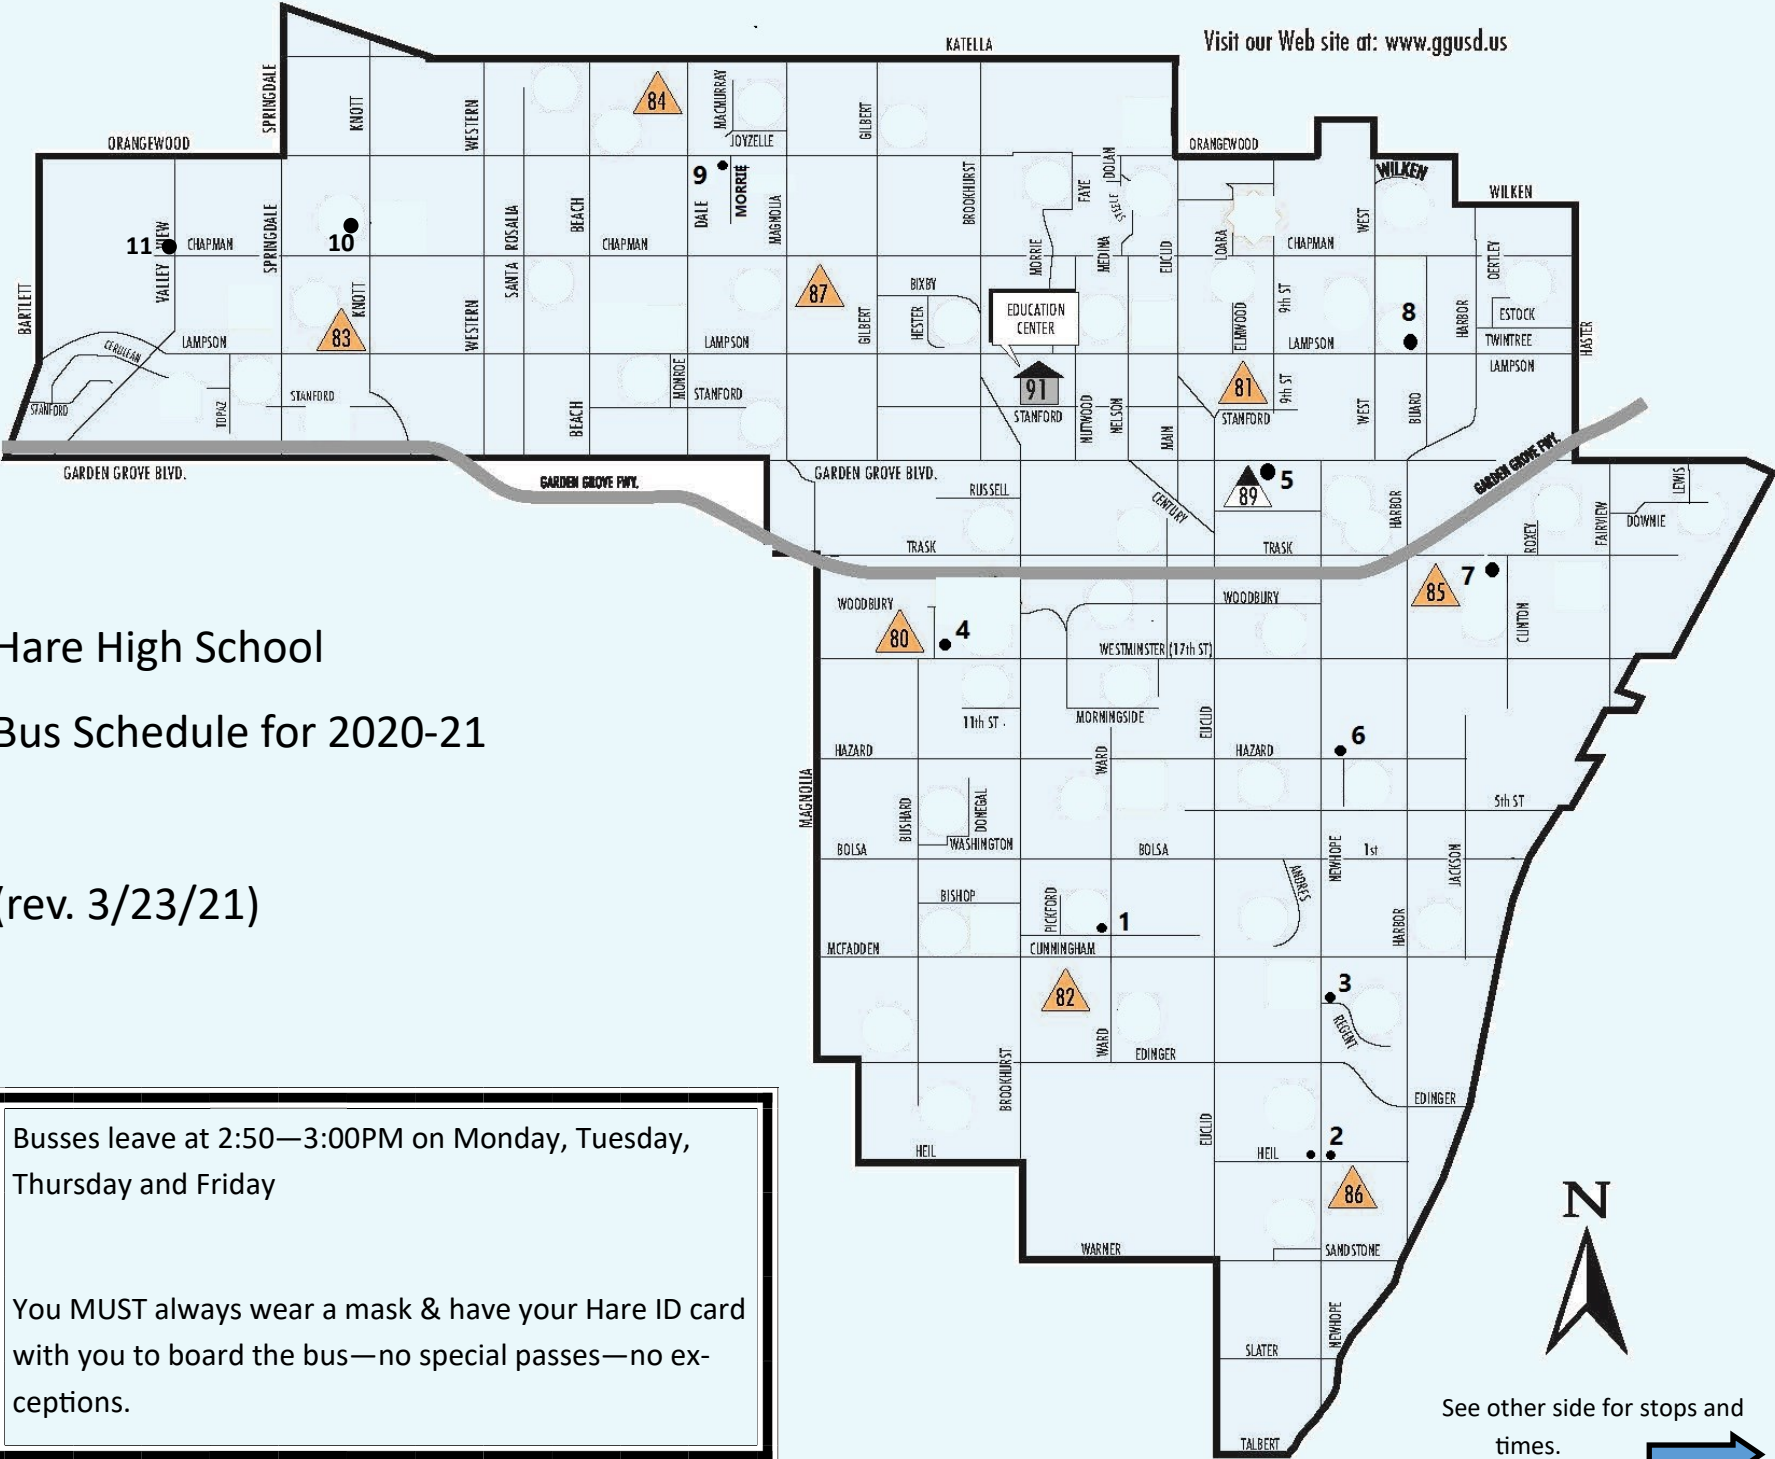 Visit our Web site at: www.ggusd.us
KATELLA
SPRINGDALE
KNOTT
WESTERN
84
MACMURRAY
JOYZELLE
GILBERT
ORANGEWOOD
ORANGEWOOD
DOLAN
WILKEN
WILKEN
9
DALE
MORRIE
MAGNOLIA
BROOKHURST
FAYE
STEELE
SANTA ROSALIA
BEACH
WEST
LOARA
11
VALLEY VIEW
CHAPMAN
SPRINGDALE
10
CHAPMAN
MORRIE
MEDINA
EUCLID
CHAPMAN
OERTLEY
BARTLETT
KNOTT
WESTERN
87
GILBERT
BIXBY
HESTER
EDUCATION
CENTER
ELMWOOD
9th ST
8
HARBOR
ESTOCK
TWINTREE
HASTER
83
CERULEAN
LAMPSON
LAMPSON
LAMPSON
LAMPSON
STANFORD
TOPAZ
STANFORD
BEACH
MONROE
STANFORD
91
STANFORD
NUTWOOD
NELSON
MAIN
81
9th ST
STANFORD
WEST
BUARO
GARDEN GROVE BLVD.
GARDEN GROVE FWY.
GARDEN GROVE BLVD.
RUSSELL
CENTURY
89
5
HARBOR
GARDEN GROVE FWY.
ROXEY
FAIRVIEW
LEWIS
DOWNIE
TRASK
TRASK
WOODBURY
80
4
WOODBURY
WESTMINSTER (17th ST)
85
7
CLINTON
Hare High School
Bus Schedule for 2020-21
(rev. 3/23/21)
11th ST
MORNINGSIDE
EUCLID
HAZARD
WARD
HAZARD
6
MAGNOLIA
BUSHARD
DONEGAL
WASHINGTON
5th ST
BOLSA
BOLSA
ANDRES
NEWHOPE
1st
JACKSON
BISHOP
PICKFORD
1
HARBOR
MCFADDEN
CUNNINGHAM
82
3
REGENT
BROOKHURST
WARD
EDINGER
EDINGER
HEIL
EUCLID
HEIL
2
86
WARNER
SANDSTONE
NEWHOPE
SLATER
TALBERT
Busses leave at 2:50—3:00PM on Monday, Tuesday,
Thursday and Friday
You MUST always wear a mask & have your Hare ID card
with you to board the bus—no special passes—no ex-
ceptions.
N
See other side for stops and
times.